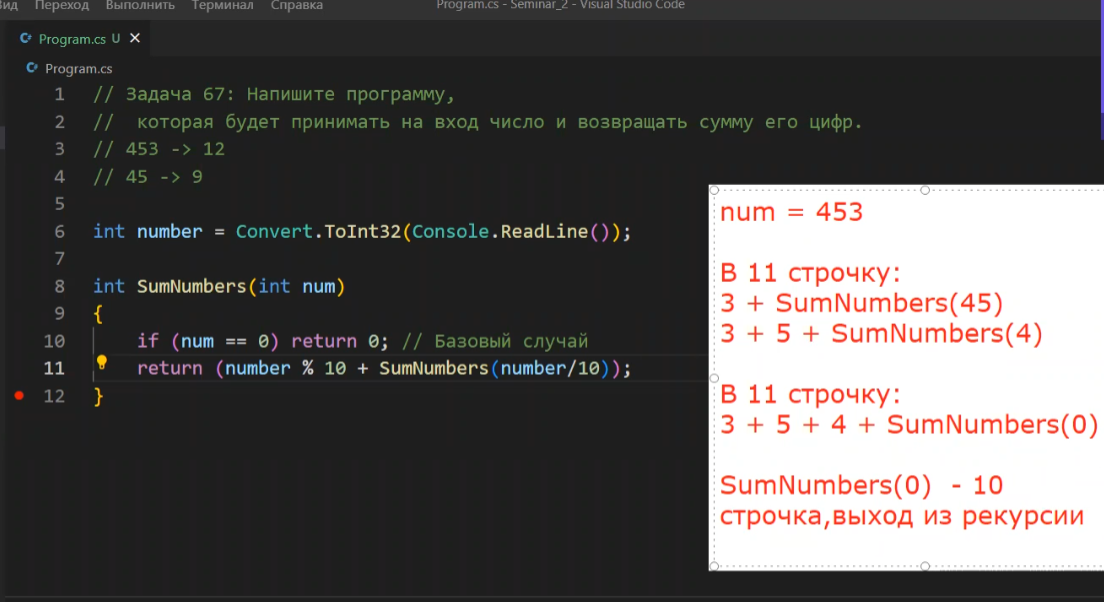 Вид Переход Выполнить Терминал Справка Program.cs - Seminar_2 - Visual Studio Code
Program.cs U
Program.cs
1 // Задача 67: Напишите программу,
2 //  которая будет принимать на вход число и возвращать сумму его цифр.
3 // 453 -> 12
4 // 45 -> 9
5
6 int number = Convert.ToInt32(Console.ReadLine());
7
8 int SumNumbers(int num)
9 {
10 if (num == 0) return 0; // Базовый случай
11 return (number % 10 + SumNumbers(number/10));
12 }
num = 453
В 11 строчку:
3 + SumNumbers(45)
3 + 5 + SumNumbers(4)
В 11 строчку:
3 + 5 + 4 + SumNumbers(0)
SumNumbers(0)  - 10
строчка,выход из рекурсии